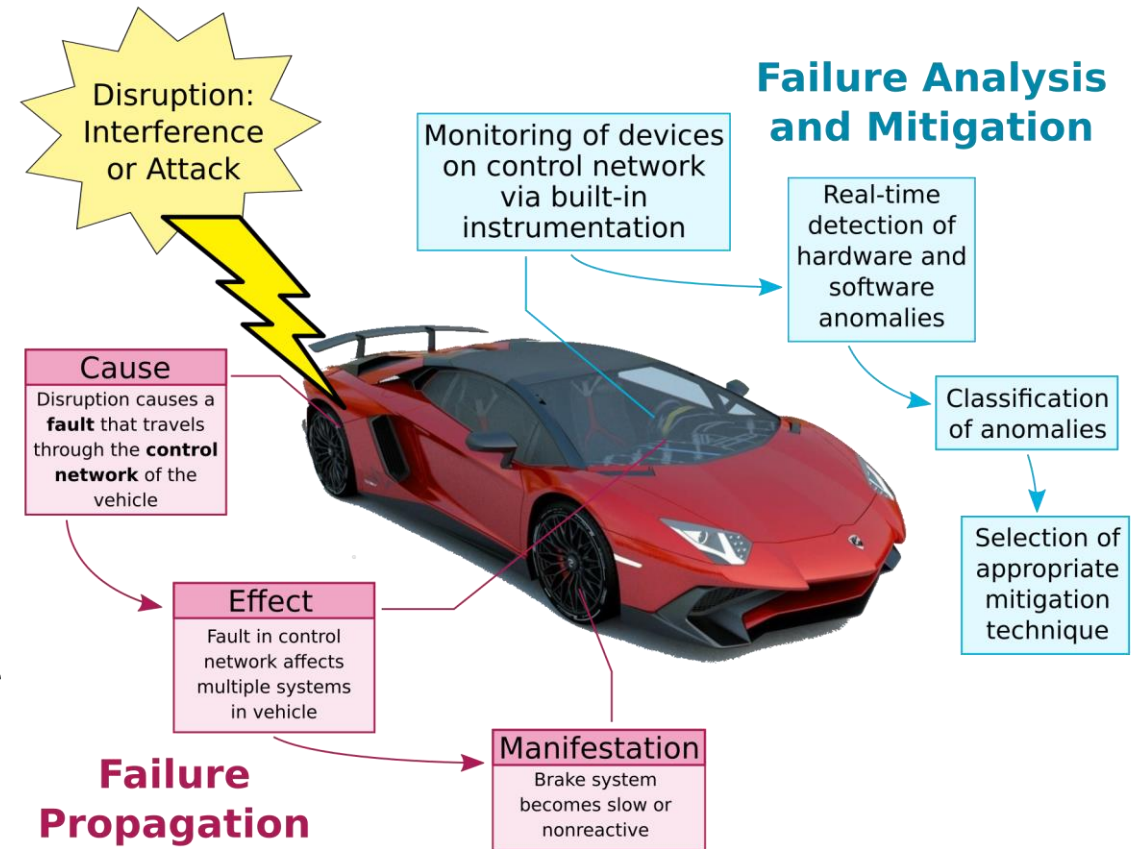 Disruption:
Interference
or Attack
Failure Analysis
and Mitigation
Monitoring of devices
on control network
via built-in
instrumentation
Real-time
detection of
hardware and
software
anomalies
Classification
of anomalies
Selection of
appropriate
mitigation
technique
Cause
Disruption causes a
fault that travels
through the control
network of the
vehicle
Effect
Fault in control
network affects
multiple systems
in vehicle
Manifestation
Brake system
becomes slow or
nonreactive
Failure
Propagation